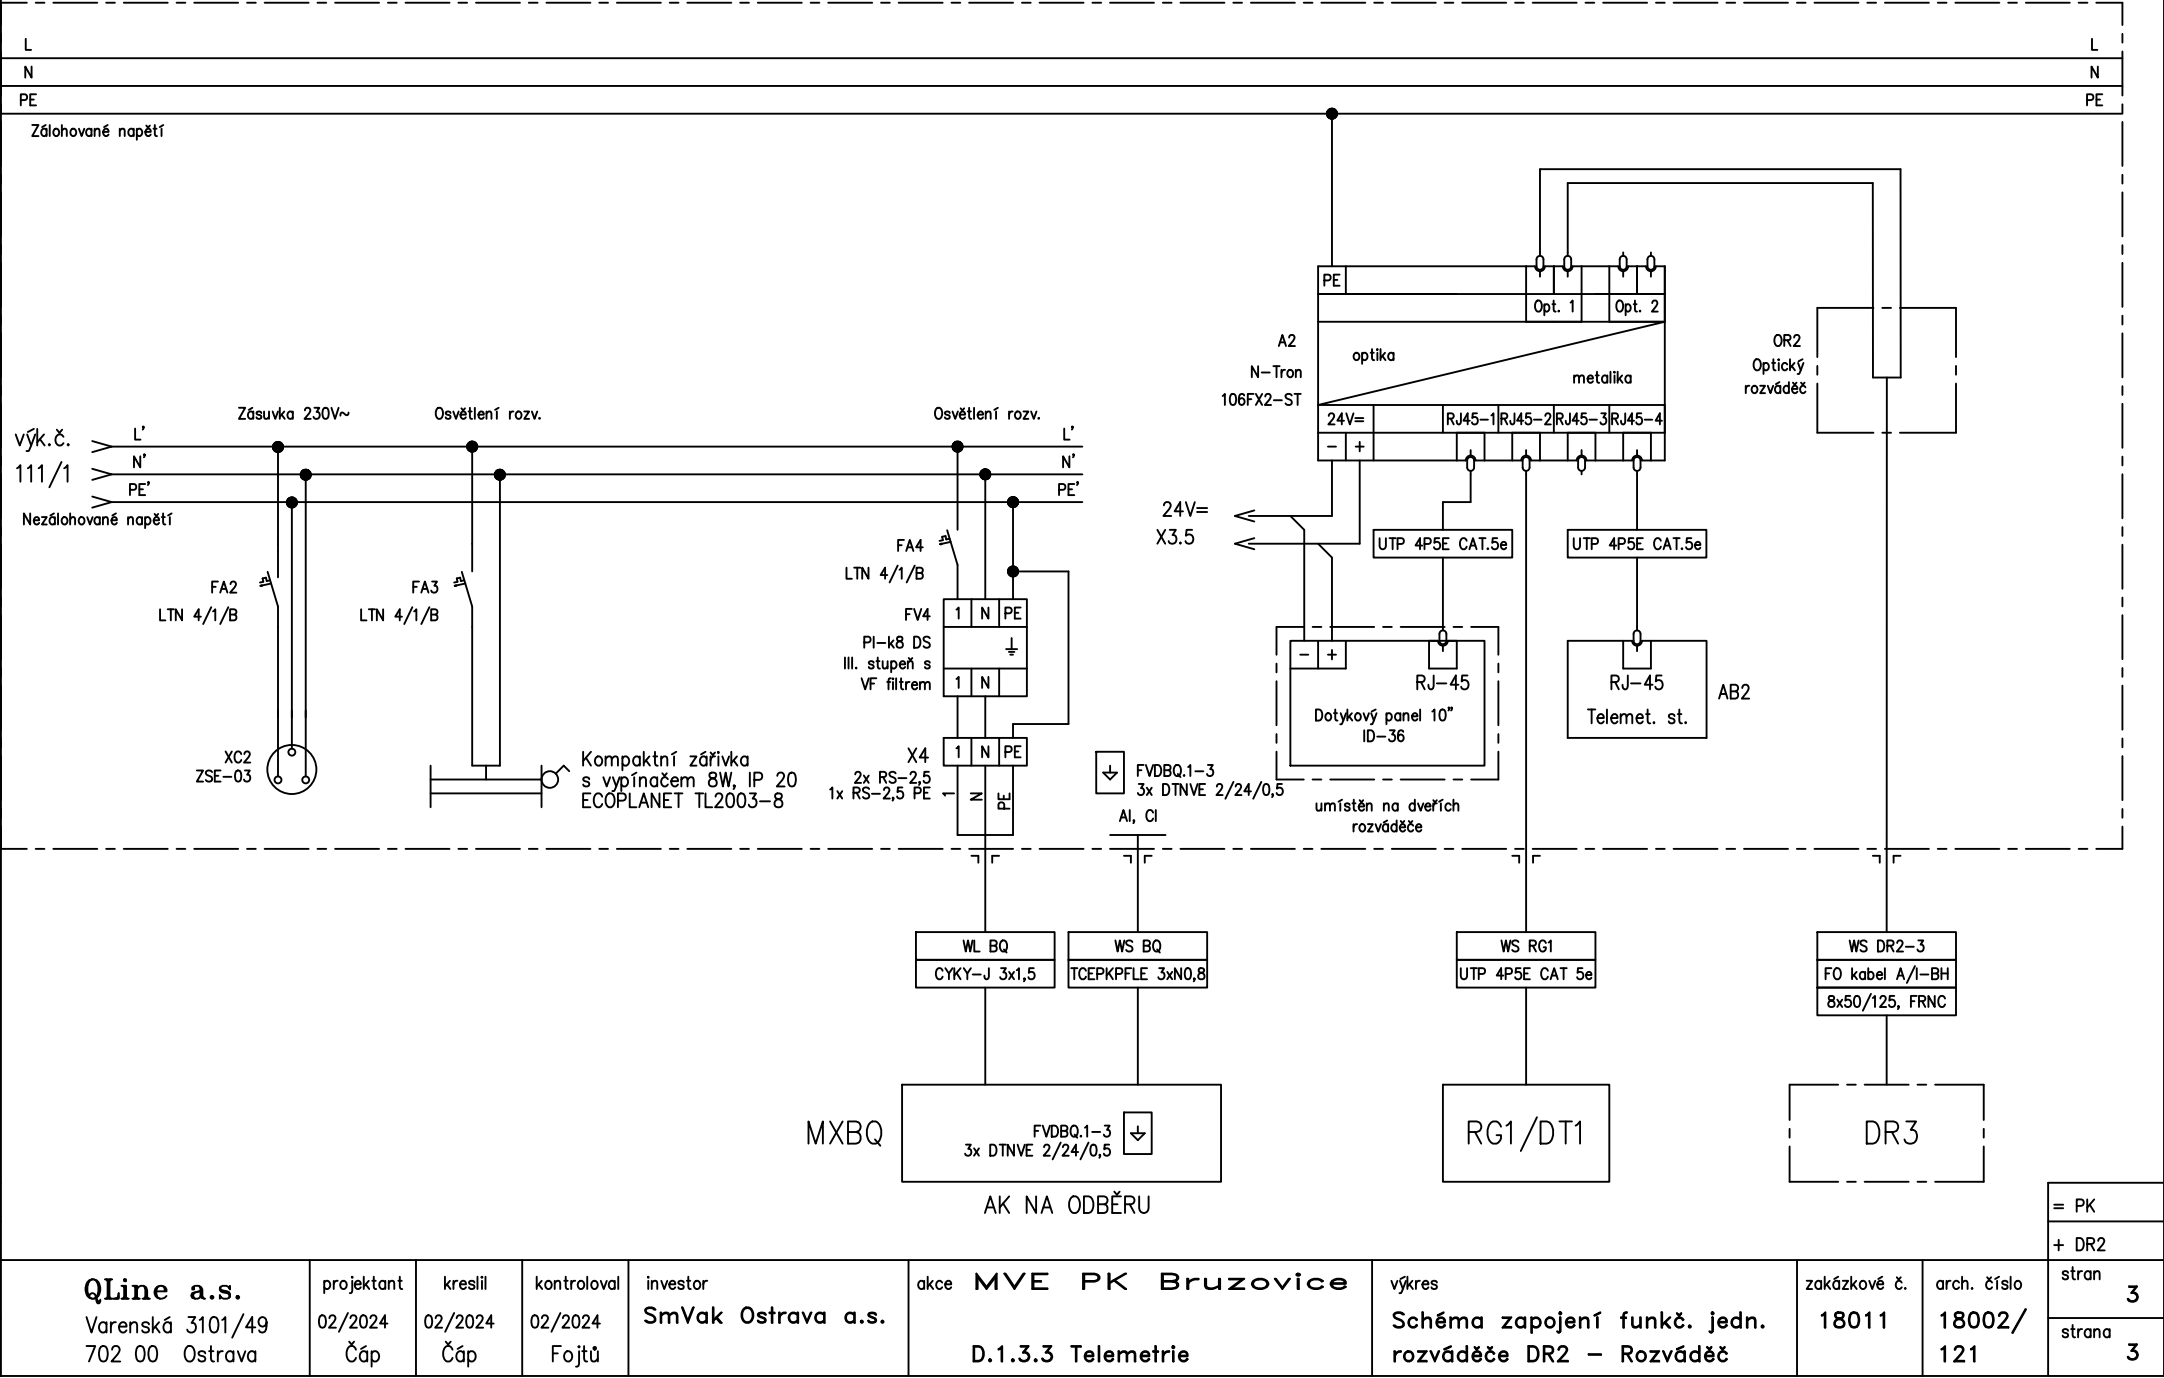 L
L
N
N
PE
PE
Zálohované napětí
PE
Opt. 1
Opt. 2
A2
N-Tron
106FX2-ST
optika
metalika
24V=
RJ45-1
RJ45-2
RJ45-3
RJ45-4
-
+
OR2
Optický
rozváděč
Zásuvka 230V~
Osvětlení rozv.
Osvětlení rozv.
výk.č.
111/1
L'
N'
PE'
L'
N'
PE'
Nezálohované napětí
24V=
X3.5
UTP 4P5E CAT.5e
UTP 4P5E CAT.5e
FA2
LTN 4/1/B
FA3
LTN 4/1/B
FA4
LTN 4/1/B
FV4
PI-k8 DS
III. stupeň s
VF filtrem
1
N
PE
1
N
X4
2x RS-2,5
1x RS-2,5 PE
1
N
PE
1
N
PE
XC2
ZSE-03
Kompaktní zářivka
s vypínačem 8W, IP 20
ECOPLANET TL2003-8
FVDBQ.1-3
3x DTNVE 2/24/0,5
AI, CI
-
+
RJ-45
Dotykový panel 10"
ID-36
umístěn na dveřích
rozváděče
RJ-45
Telemet. st.
AB2
WL BQ
CYKY-J 3x1,5
WS BQ
TCEPKPFLE 3xN0,8
WS RG1
UTP 4P5E CAT 5e
WS DR2-3
FO kabel A/I-BH
8x50/125, FRNC
MXBQ
FVDBQ.1-3
3x DTNVE 2/24/0,5
AK NA ODBĚRU
RG1/DT1
DR3
= PK
+ DR2
QLine a.s.
Varenská 3101/49
702 00 Ostrava
projektant
02/2024
Čáp
kreslil
02/2024
Čáp
kontroloval
02/2024
Fojtů
investor
SmVak Ostrava a.s.
akce MVE PK Bruzovice
D.1.3.3 Telemetrie
výkres
Schéma zapojení funkč. jedn.
rozváděče DR2 - Rozváděč
zakázkové č.
18011
arch. číslo
18002/
121
stran
3
strana
3